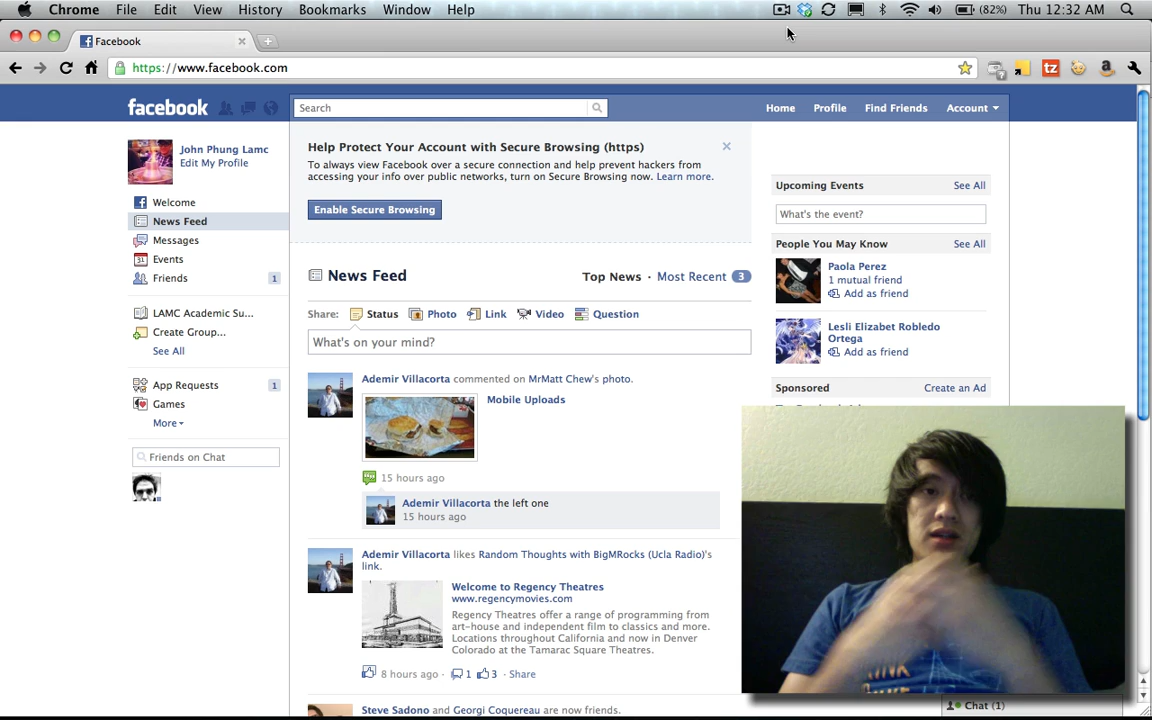 Chrome File Edit View History Bookmarks Window Help (82%) Thu 12:32 AM
Facebook
https://www.facebook.com
facebook Search Home Profile Find Friends Account
John Phung Lamc
Edit My Profile
Welcome
News Feed
Messages
Events
31
Friends 1
LAMC Academic Su...
Create Group...
See All
App Requests 1
Games
More
Friends on Chat
Help Protect Your Account with Secure Browsing (https)
To always view Facebook over a secure connection and help prevent hackers from
accessing your info over public networks, turn on Secure Browsing now. Learn more.
Enable Secure Browsing
News Feed Top News · Most Recent 3
Share: Status Photo Link Video Question
What's on your mind?
Ademir Villacorta commented on MrMatt Chew's photo.
Mobile Uploads
15 hours ago
Ademir Villacorta the left one
15 hours ago
Ademir Villacorta likes Random Thoughts with BigMRocks (Ucla Radio)'s
link.
Welcome to Regency Theatres
www.regencymovies.com
Regency Theatres offer a range of programming from
art-house and independent film to classics and more.
Locations throughout California and now in Denver
Colorado at the Tamarac Square Theatres.
8 hours ago · 1 3 · Share
Steve Sadono and Georgi Coquereau are now friends.
Upcoming Events See All
What's the event?
People You May Know See All
Paola Perez
1 mutual friend
Add as friend
Lesli Elizabet Robledo
Ortega
Add as friend
Sponsored Create an Ad
Chat (1)